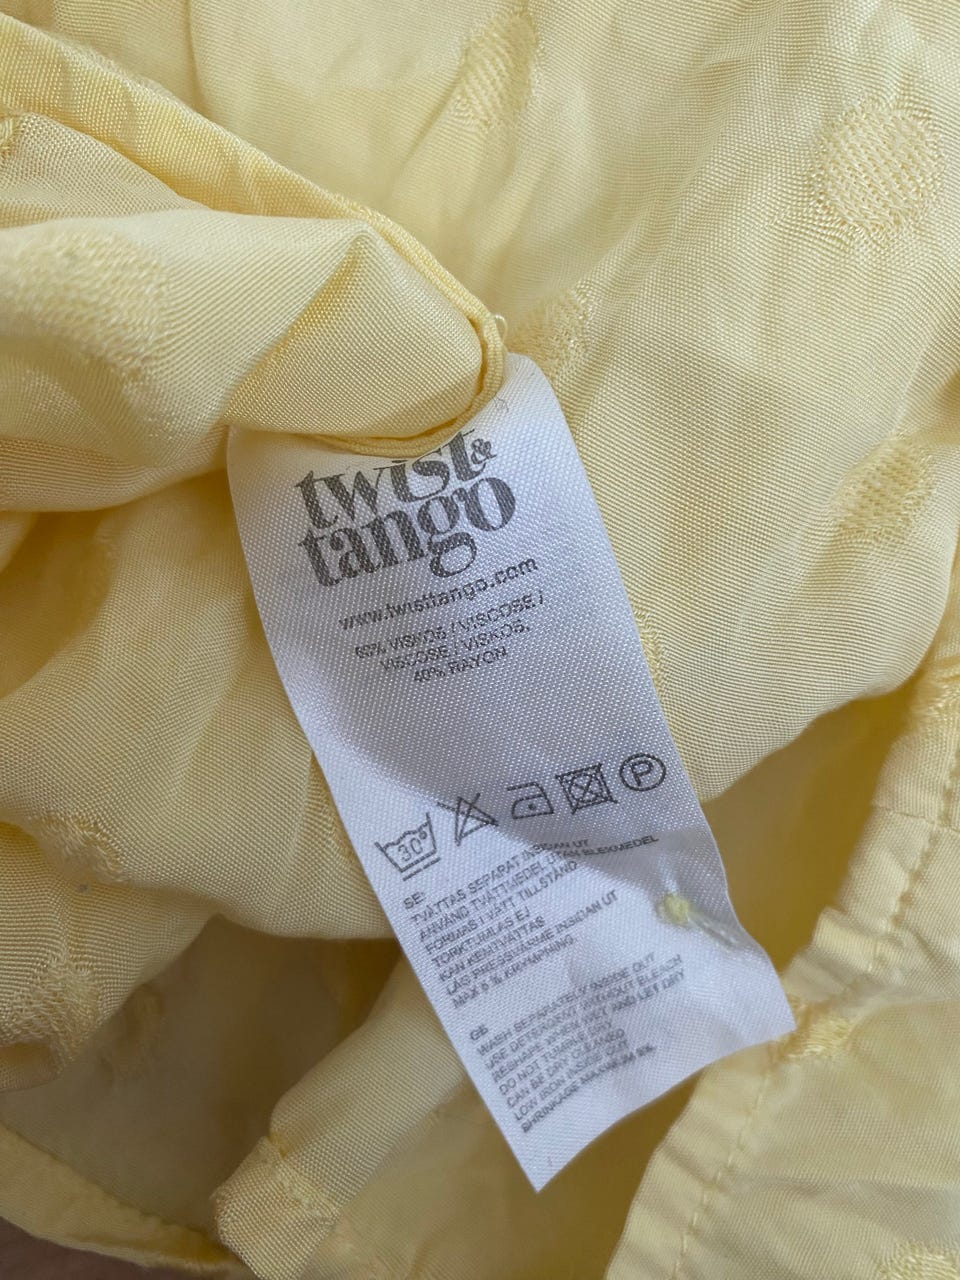 twist &
tango
www.twisttango.com
60% VISKOS / VISCOSE /
VISCOSE / VISKOS,
40% RAYON
30°
P
SE:
TVÄTTAS SEPARAT INSIDAN UT
ANVÄND TVÄTTMEDEL UTAN BLEKMEDEL
FORMAS I VÅTT TILLSTÅND
TORKTUMLAS EJ
KAN KEMTVÄTTAS
LÅG PRESSVÄRME INSIDAN UT
MAX 5 % KRYMPNING
GB
WASH SEPARATELY INSIDE OUT
USE DETERGENT WITHOUT BLEACH
RESHAPE WHEN WET AND LET DRY
DO NOT TUMBLE DRY
CAN BE DRY CLEANED
LOW IRON INSIDE OUT
SHRINKAGE MAXIMUM 5%